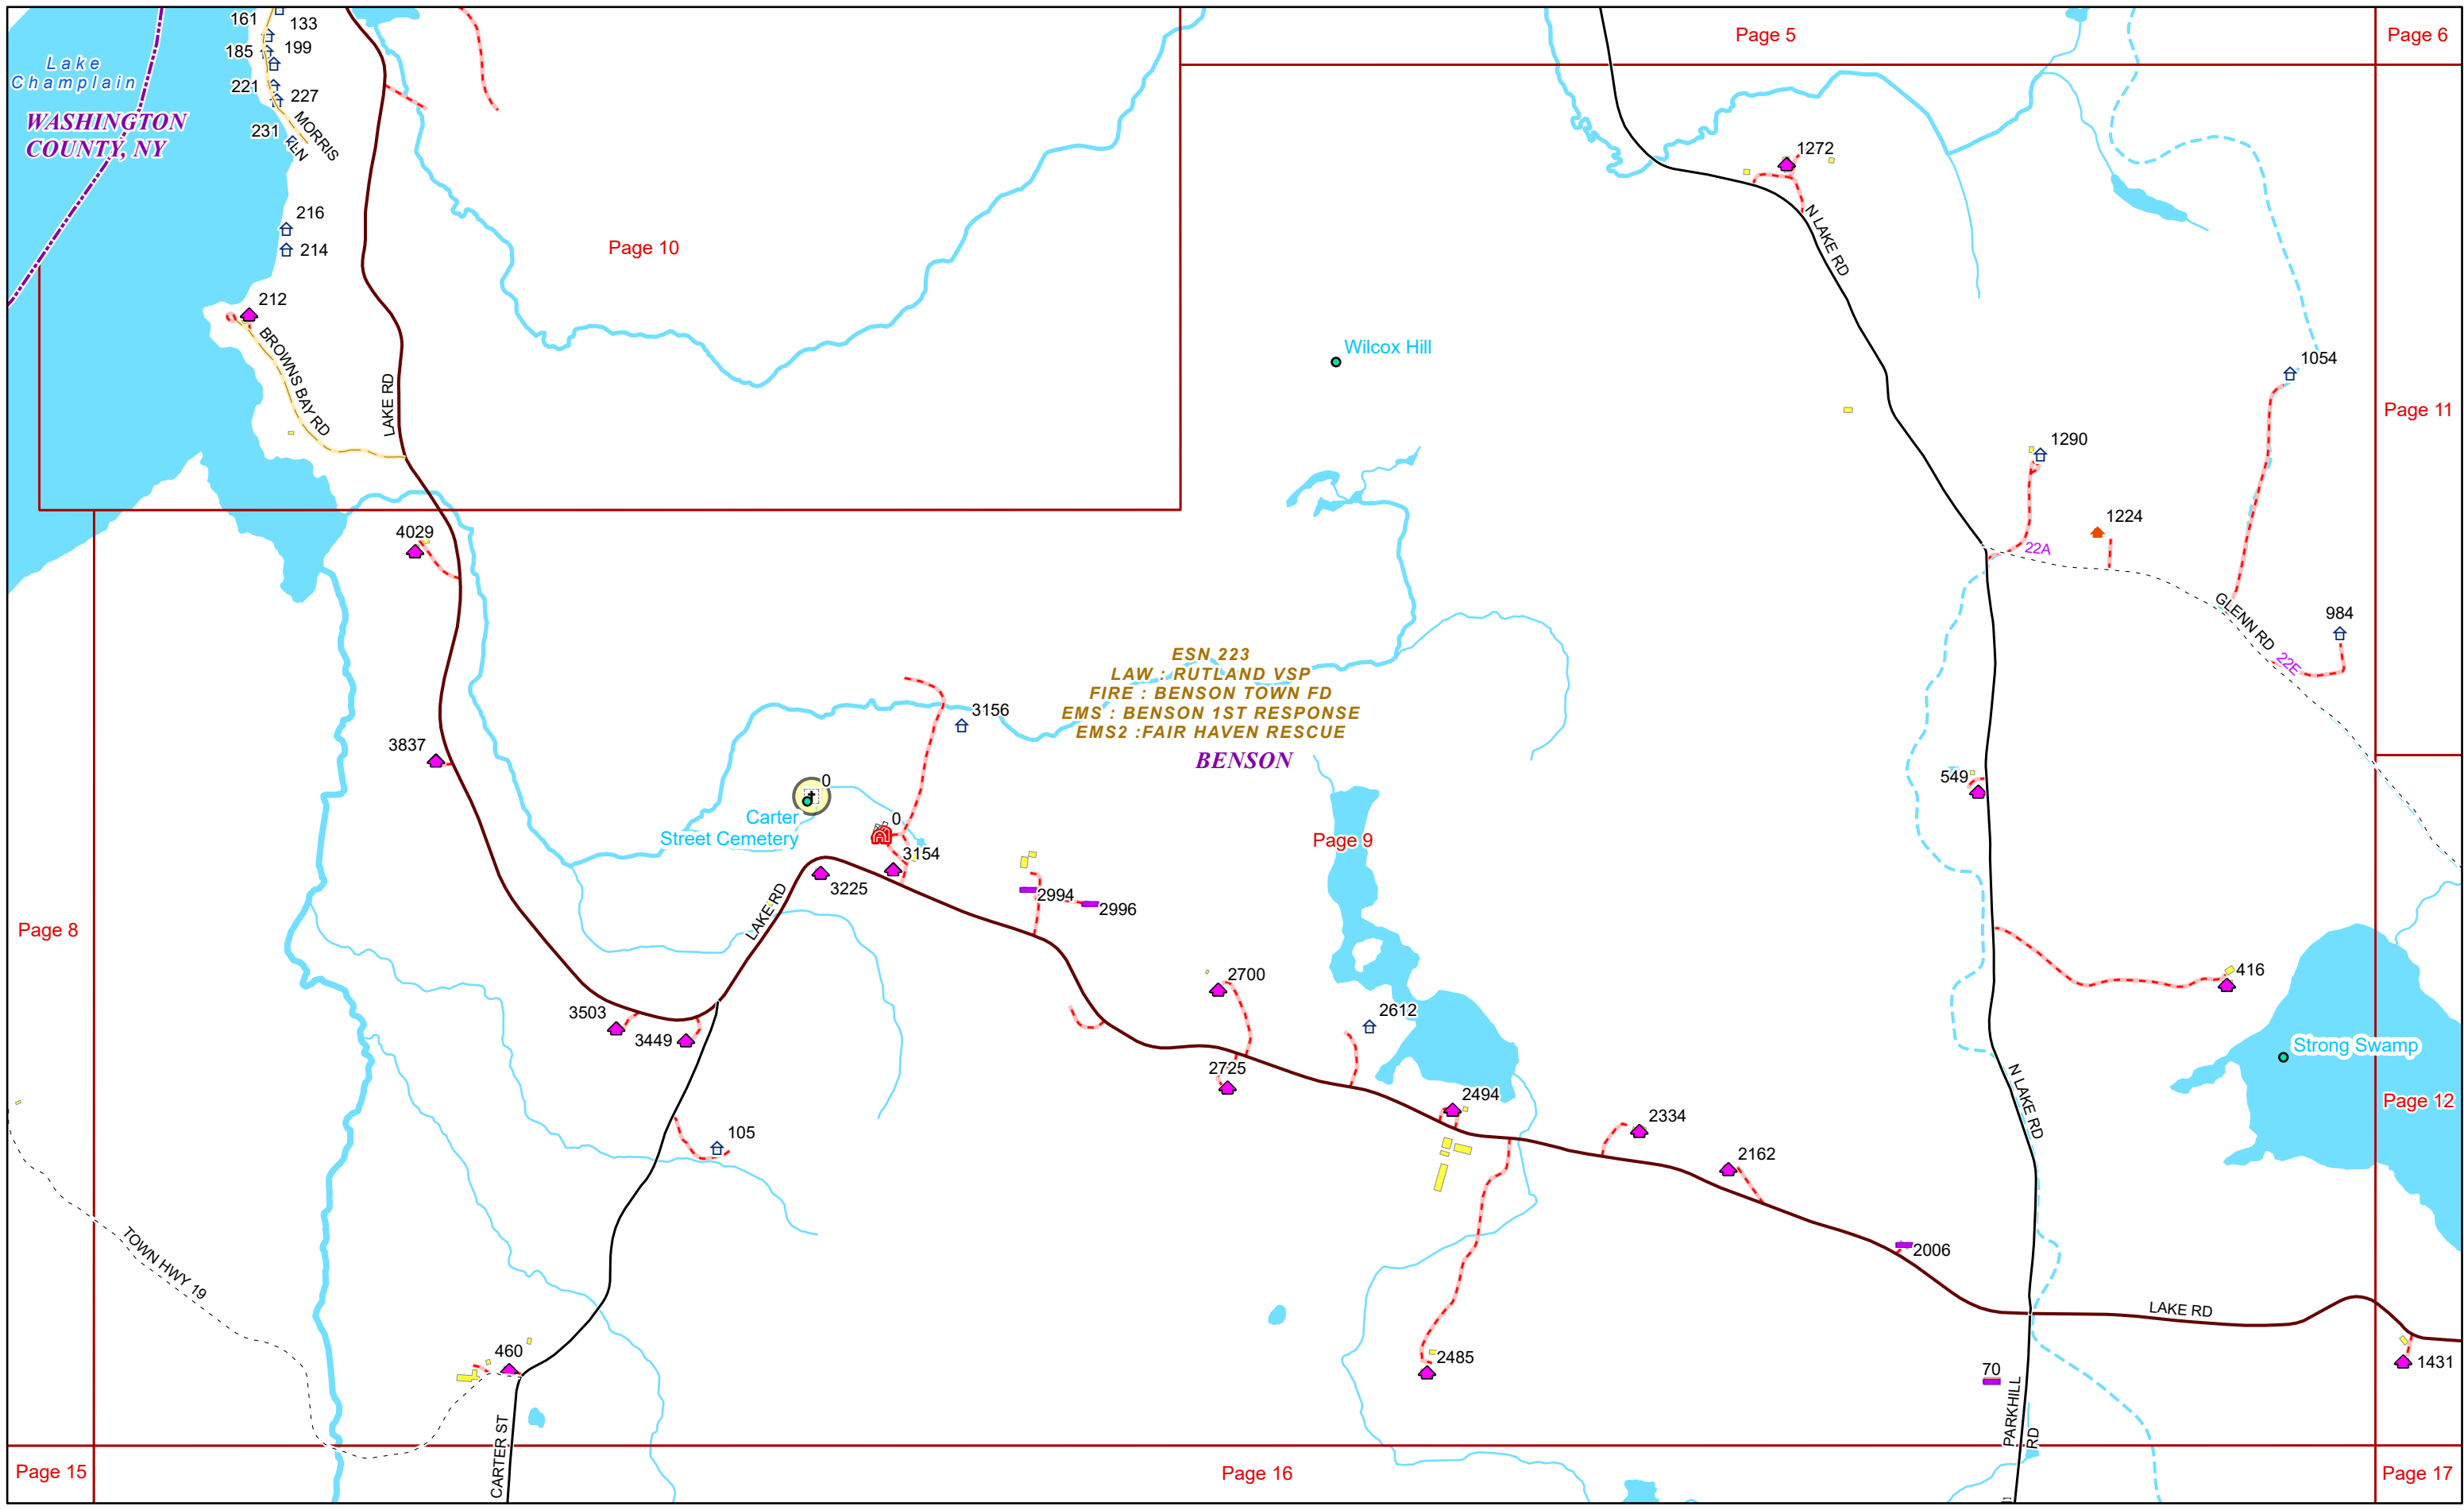 161
133
185
199
221
227
231
MORRIS
LN
Lake
Champlain
WASHINGTON
COUNTY, NY
216
214
212
BROWNS BAY RD
LAKE RD
Page 10
Page 5
Page 6
1272
N LAKE RD
Wilcox Hill
1054
Page 11
1290
1224
22A
GLENN RD
984
22E
4029
ESN 223
LAW : RUTLAND VSP
FIRE : BENSON TOWN FD
EMS : BENSON 1ST RESPONSE
EMS2 :FAIR HAVEN RESCUE
BENSON
3156
3837
0
Carter
Street Cemetery
0
3154
3225
LAKE RD
549
Page 9
2994
2996
Page 8
2700
416
3503
3449
2612
Strong Swamp
2725
N LAKE RD
2494
2334
Page 12
105
2162
TOWN HWY 19
2006
LAKE RD
460
2485
70
1431
CARTER ST
PARKHILL
RD
Page 15
Page 16
Page 17